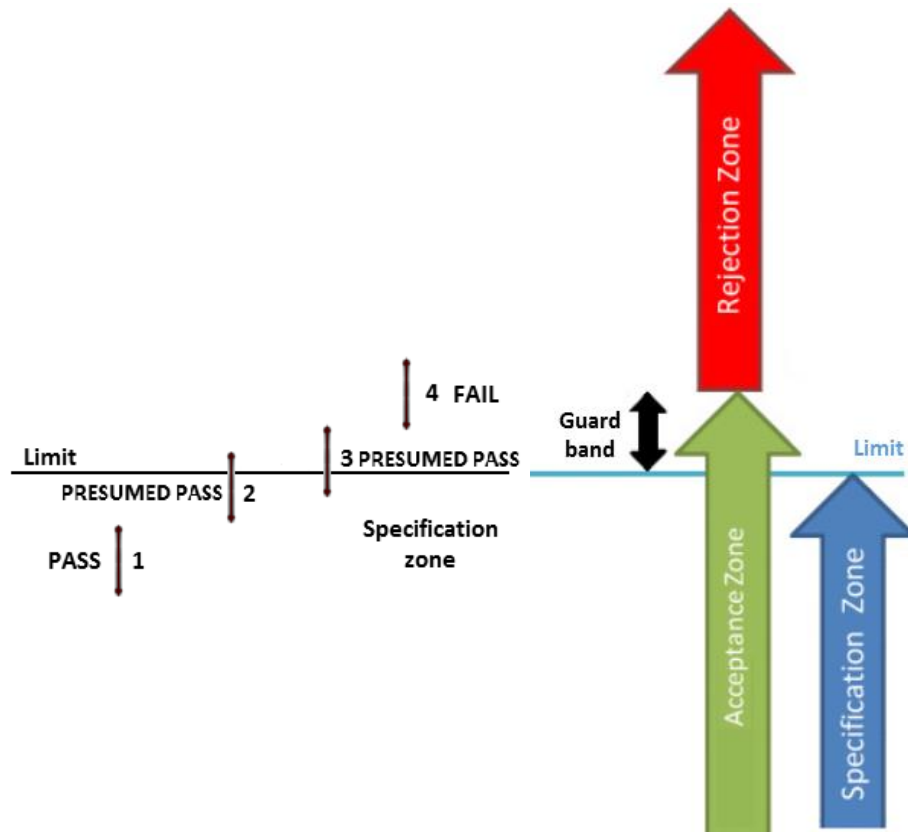 Rejection Zone
4 FAIL
Guard
band
Limit
3 PRESUMED PASS
Limit
PRESUMED PASS 2
Specification
zone
PASS 1
Acceptance Zone
Specification Zone